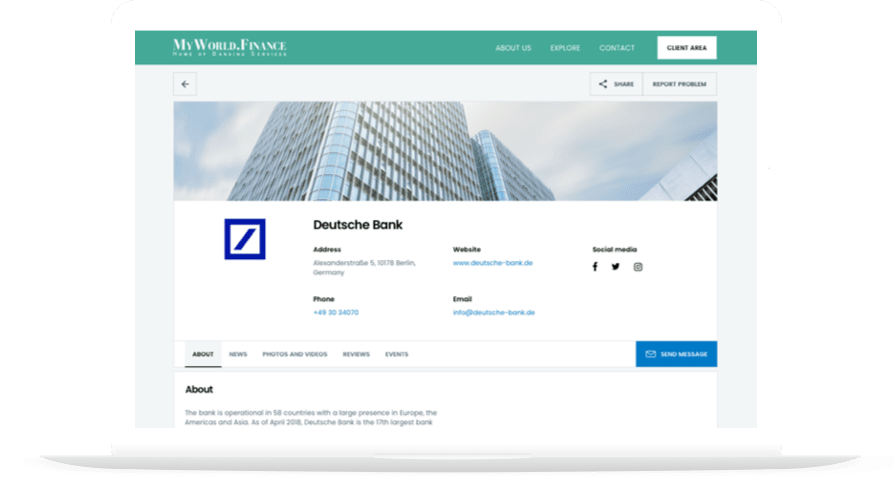 MyWorld.Finance
Home of Banking Services
ABOUT US
EXPLORE
CONTACT
CLIENT AREA
SHARE
REPORT PROBLEM
Deutsche Bank
Address
Website
Social media
Alexanderstraße 5, 10178 Berlin,
Germany
www.deutsche-bank.de
Phone
Email
+49 30 34070
info@deutsche-bank.de
ABOUT
NEWS
PHOTOS AND VIDEOS
REVIEWS
EVENTS
SEND MESSAGE
About
The bank is operational in 58 countries with a large presence in Europe, the
Americas and Asia. As of April 2018, Deutsche Bank is the 17th largest bank